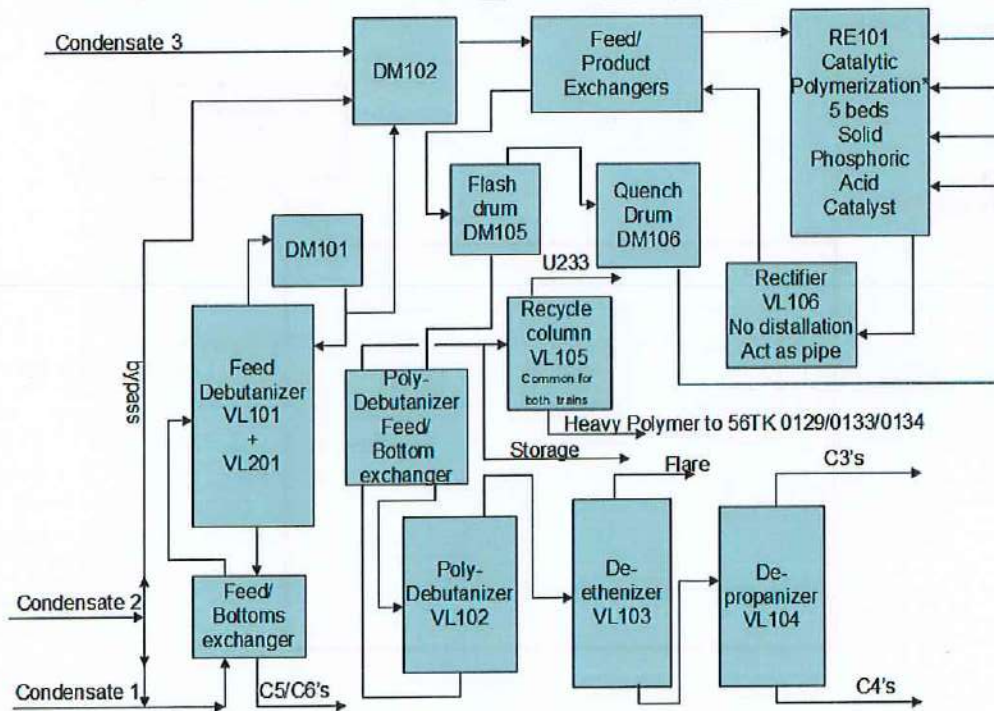 Condensate 3
DM102
Feed/
Product
Exchangers
RE101
Catalytic
Polymerization*
5 beds
Solid
Phosphoric
Acid
Catalyst
Flash
drum
DM105
Quench
Drum
DM106
DM101
U233
Rectifier
VL106
No distallation
Act as pipe
Recycle
column
VL105
Common for
both trains
Feed
Debutanizer
VL101
+
VL201
bypass
Poly-
Debutanizer
Feed/
Bottom
exchanger
Heavy Polymer to 56TK 0129/0133/0134
Storage
Flare
C3's
Poly-
Debutanizer
VL102
De-
ethenizer
VL103
De-
propanizer
VL104
Condensate 2
Feed/
Bottoms
exchanger
Condensate 1
C5/C6's
C4's